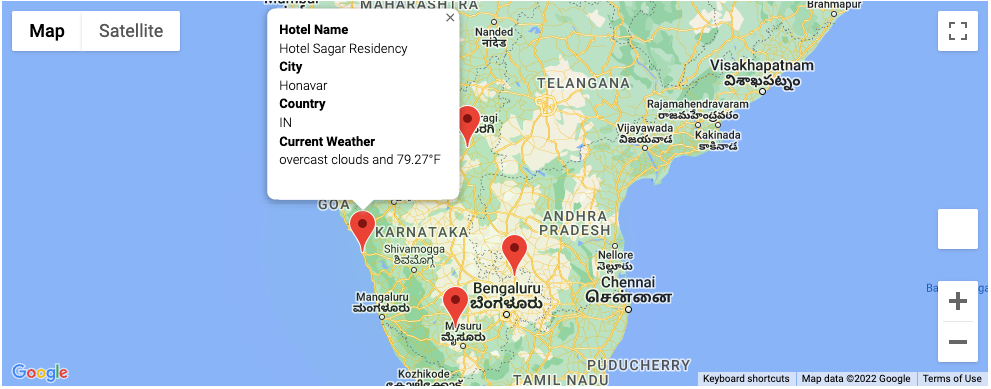 Map
Satellite
Hotel Name
Hotel Sagar Residency
City
Honavar
Country
IN
Current Weather
overcast clouds and 79.27°F
MAHARASHTRA
Nanded
नांदेड
TELANGANA
Brahmapur
Visakhapatnam
విశాఖపట్నం
Rajamahendravaram
రాజమహేంద్రవరం
Vijayawada
విజయవాడ
Kakinada
కాకినాడ
GOA
KARNATAKA
Shivamogga
ಶಿವಮೊಗ್ಗ
ANDHRA
PRADESH
Nellore
నెల్లూరు
Chennai
சென்னை
Bengaluru
ಬೆಂಗಳೂರು
Mangaluru
ಮಂಗಳೂರು
Mysuru
ಮೈಸೂರು
Kozhikode
PUDUCHERRY
TAMIL NADU
Google
Keyboard shortcuts
Map data ©2022 Google
Terms of Use